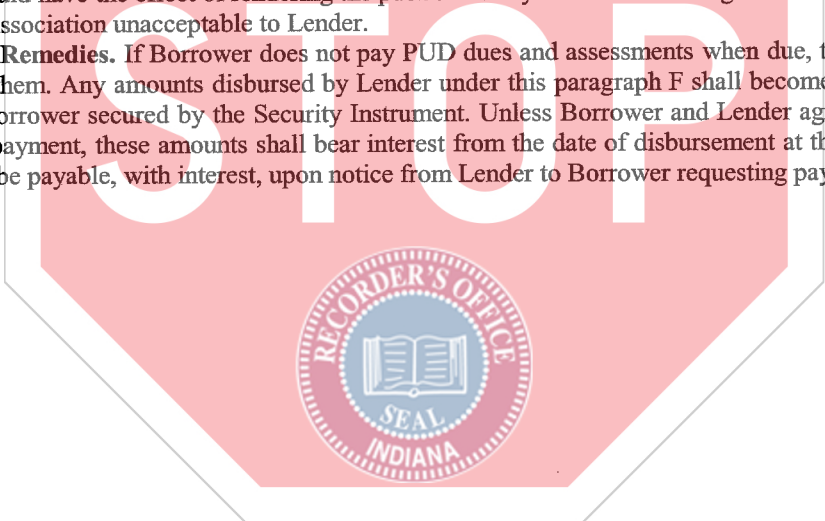 ssociation unacceptable to Lender.
Remedies. If Borrower does not pay PUD dues and assessments when due, t
hem. Any amounts disbursed by Lender under this paragraph F shall become
orrower secured by the Security Instrument. Unless Borrower and Lender ag
ayment, these amounts shall bear interest from the date of disbursement at th
be payable, with interest, upon notice from Lender to Borrower requesting pay
STOP
RECORDER'S OFFICE
SEAL
INDIANA